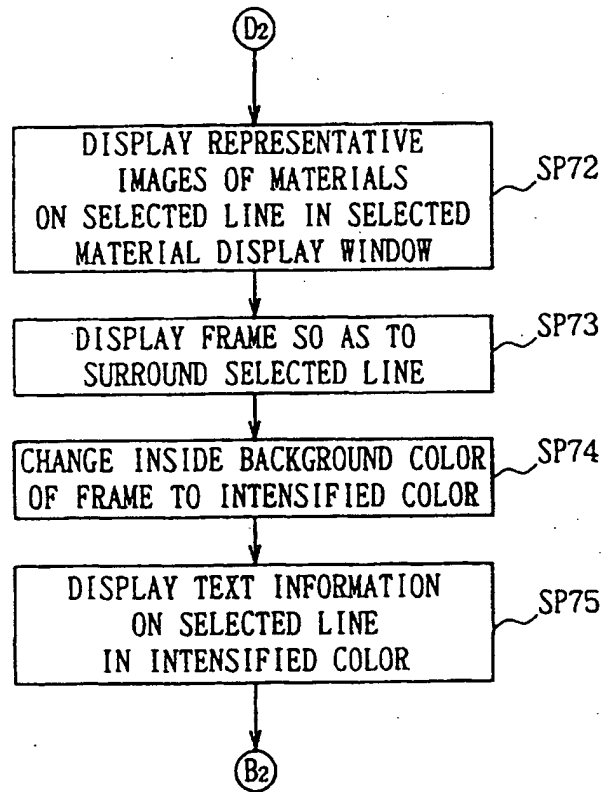 D2
DISPLAY REPRESENTATIVE
IMAGES OF MATERIALS
ON SELECTED LINE IN SELECTED
MATERIAL DISPLAY WINDOW
SP72
DISPLAY FRAME SO AS TO
SURROUND SELECTED LINE
SP73
CHANGE INSIDE BACKGROUND COLOR
OF FRAME TO INTENSIFIED COLOR
SP74
DISPLAY TEXT INFORMATION
ON SELECTED LINE
IN INTENSIFIED COLOR
SP75
B2